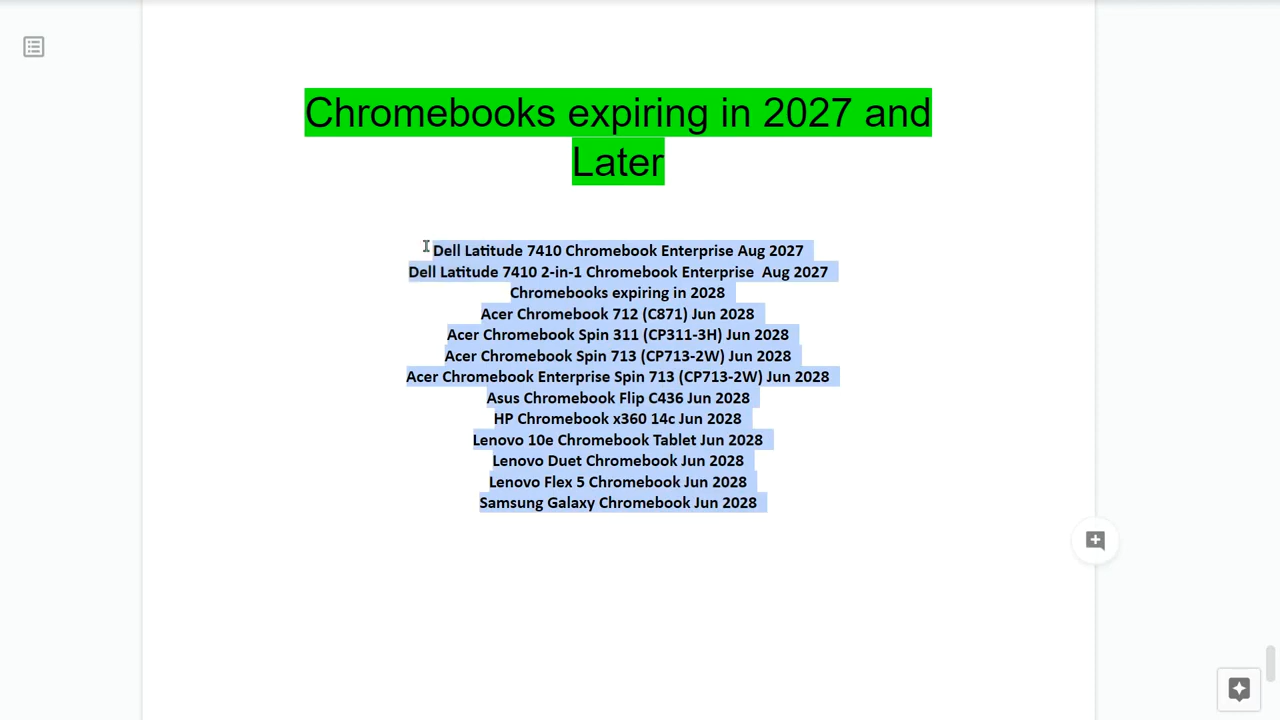 Chromebooks expiring in 2027 and
Later
Dell Latitude 7410 Chromebook Enterprise Aug 2027
Dell Latitude 7410 2-in-1 Chromebook Enterprise  Aug 2027
Chromebooks expiring in 2028
Acer Chromebook 712 (C871) Jun 2028
Acer Chromebook Spin 311 (CP311-3H) Jun 2028
Acer Chromebook Spin 713 (CP713-2W) Jun 2028
Acer Chromebook Enterprise Spin 713 (CP713-2W) Jun 2028
Asus Chromebook Flip C436 Jun 2028
HP Chromebook x360 14c Jun 2028
Lenovo 10e Chromebook Tablet Jun 2028
Lenovo Duet Chromebook Jun 2028
Lenovo Flex 5 Chromebook Jun 2028
Samsung Galaxy Chromebook Jun 2028